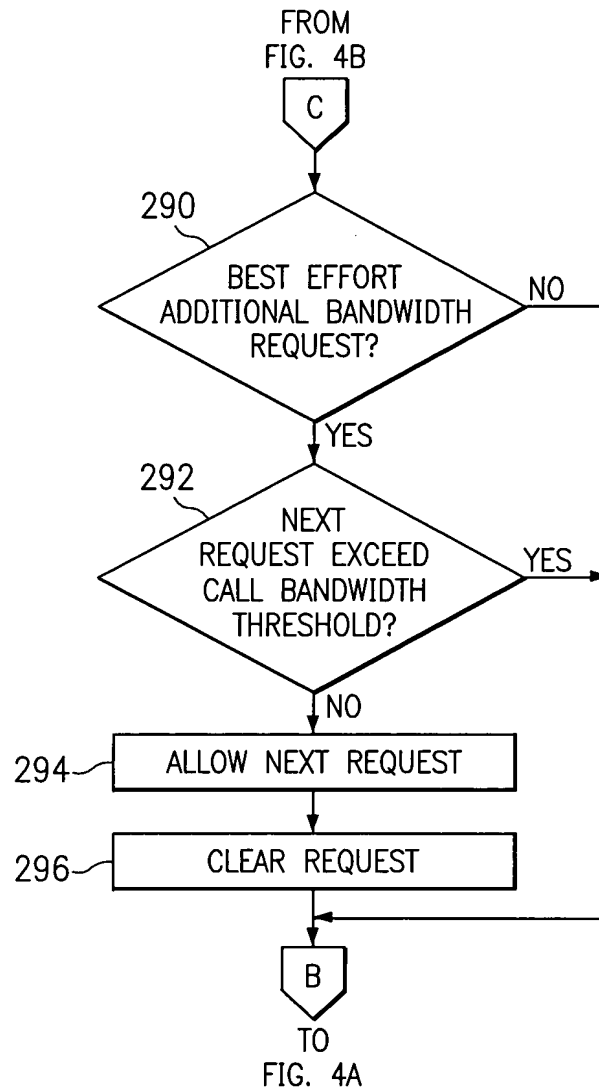 FROM
FIG. 4B
C
290
BEST EFFORT
ADDITIONAL BANDWIDTH
REQUEST?
NO
YES
292
NEXT
REQUEST EXCEED
CALL BANDWIDTH
THRESHOLD?
YES
NO
294
ALLOW NEXT REQUEST
296
CLEAR REQUEST
B
TO
FIG. 4A